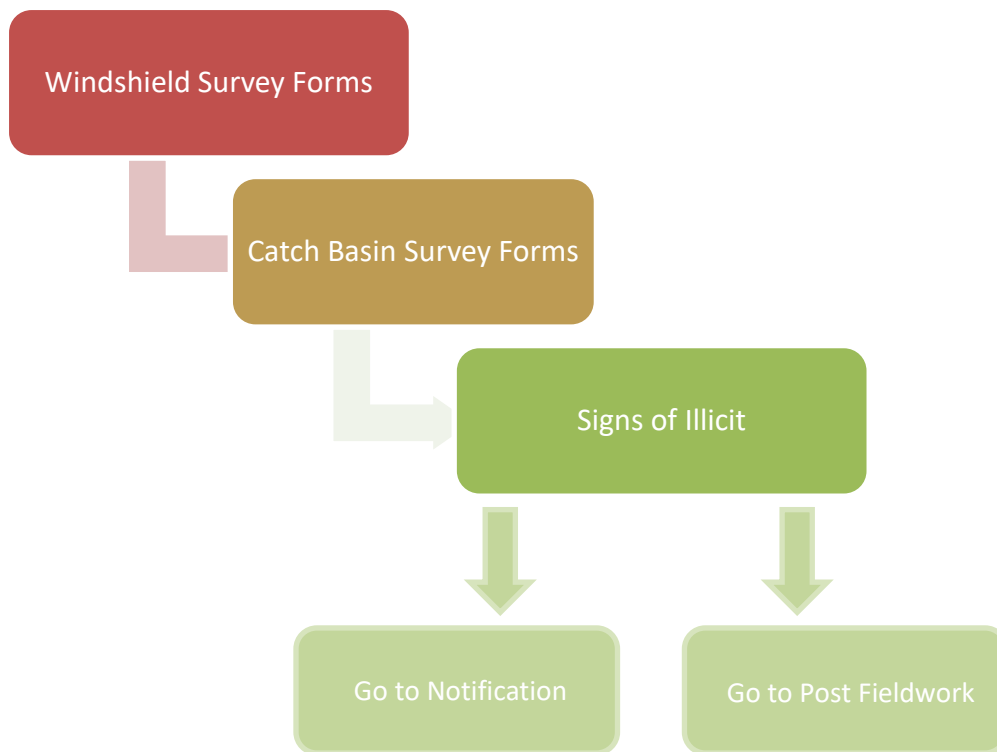 Windshield Survey Forms
Catch Basin Survey Forms
Signs of Illicit
Go to Notification
Go to Post Fieldwork